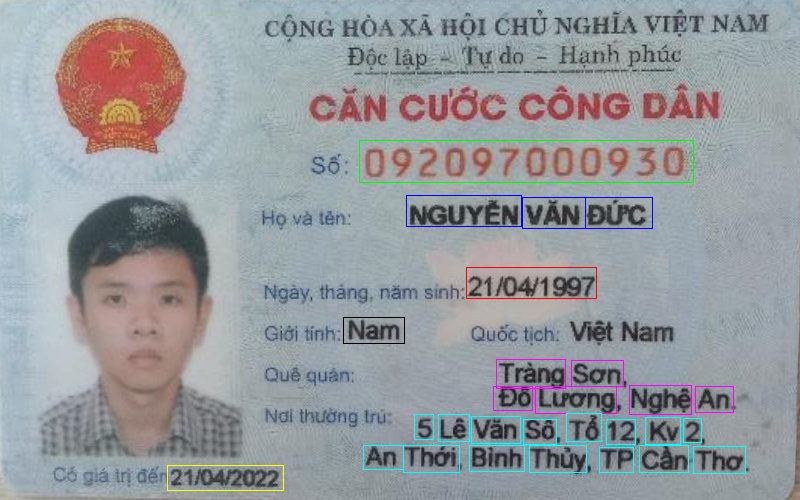 CỘNG HÒA XÃ HỘI CHỦ NGHĨA VIỆT NAM
Độc lập - Tự do - Hạnh phúc
CĂN CƯỚC CÔNG DÂN
Số: 092097000930
Họ và tên: NGUYỄN VĂN ĐỨC
Ngày, tháng, năm sinh: 21/04/1997
Giới tính: Nam Quốc tịch: Việt Nam
Quê quán: Tràng Sơn,
Đô Lương, Nghệ An.
Nơi thường trú: 5 Lê Văn Sô, Tổ 12, Kv 2,
An Thới, Bình Thủy, TP Cần Thơ.
Có giá trị đến 21/04/2022